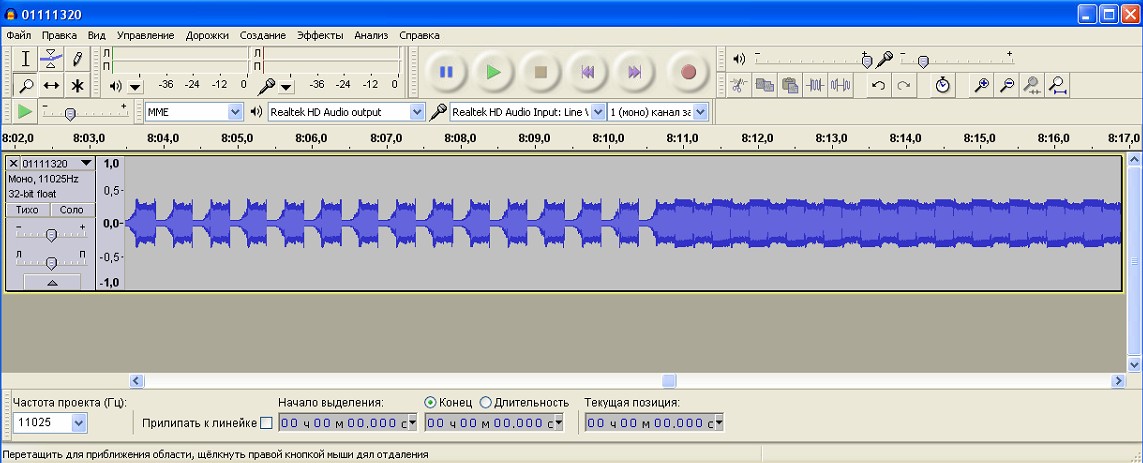 01111320
Файл Правка Вид Управление Дорожки Создание Эффекты Анализ Справка
Л
П
-36 -24 -12 0
Л
П
-36 -24 -12 0
- +
- +
- +
MME
Realtek HD Audio output
Realtek HD Audio Input: Line \
1 (моно) канал за
8:02,0 8:03,0 8:04,0 8:05,0 8:06,0 8:07,0 8:08,0 8:09,0 8:10,0 8:11,0 8:12,0 8:13,0 8:14,0 8:15,0 8:16,0 8:17,0
01111320
Моно, 11025Hz
32-bit float
Тихо Соло
- +
Л П
1,0
0,5-
0,0-
-0,5-
-1,0
Частота проекта (Гц):
11025
Прилипать к линейке
Начало выделения:
00 ч 00 м 00.000 с
Конец Длительность
00 ч 00 м 00.000 с
Текущая позиция:
00 ч 00 м 00.000 с
Перетащить для приближения области, щёлкнуть правой кнопкой мыши дял отдаления